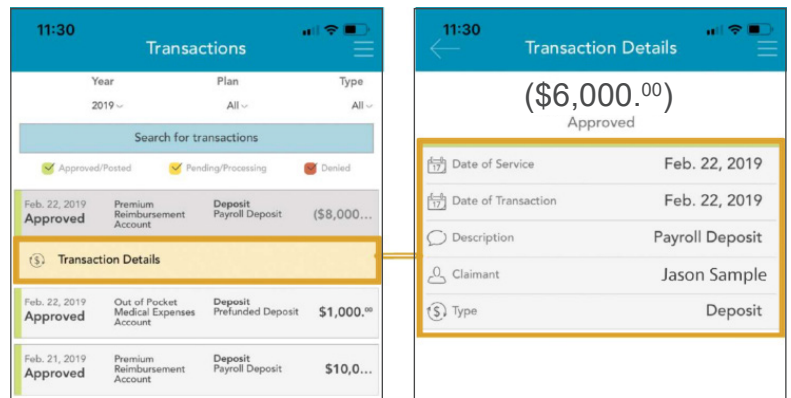 11:30
Transactions
Year Plan Type
2019 All All
Search for transactions
Approved/Posted Pending/Processing Denied
Feb. 22, 2019 Premium Deposit
Approved Reimbursement Payroll Deposit ($8,000...
Account
Transaction Details
Feb. 22, 2019 Out of Pocket Deposit
Approved Medical Expenses Prefunded Deposit $1,000.00
Account
Feb. 21, 2019 Premium Deposit
Approved Reimbursement Payroll Deposit $10,0...
Account
11:30
Transaction Details
($6,000.00)
Approved
17 Date of Service Feb. 22, 2019
17 Date of Transaction Feb. 22, 2019
Description Payroll Deposit
Claimant Jason Sample
($) Type Deposit